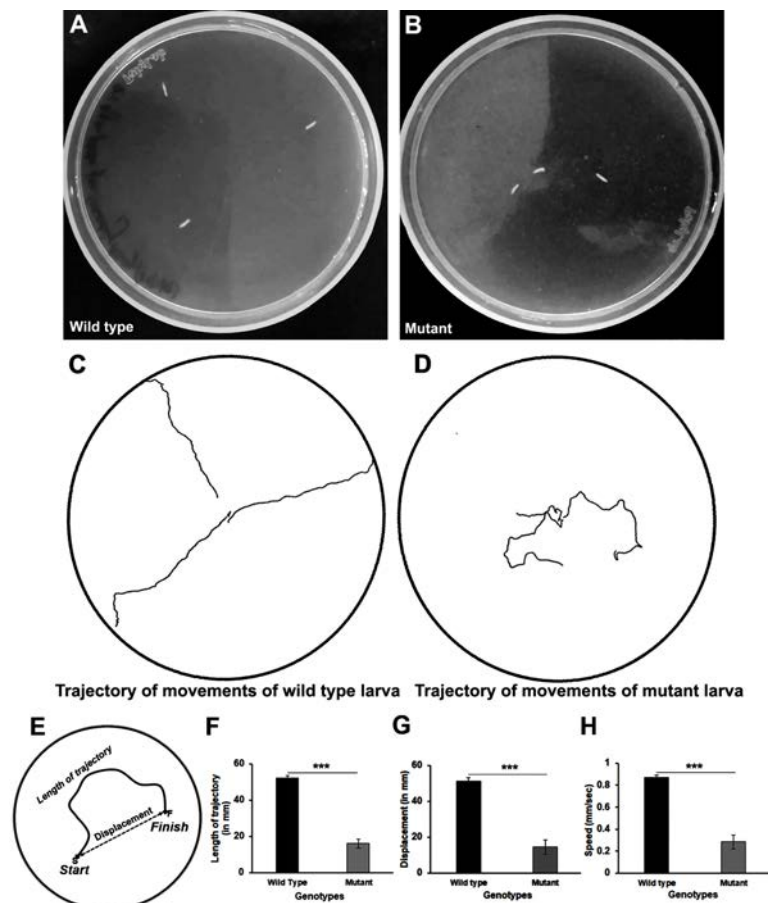 A
B
Wild type
Mutant
C
D
Trajectory of movements of wild type larva
Trajectory of movements of mutant larva
E
Length of trajectory
Displacement
Start
Finish
F
Length of trajectory
(in mm)
60
40
20
0
***
Wild Type
Mutant
Genotypes
G
Displacement (in mm)
60
40
20
0
***
Wild type
Mutant
Genotypes
H
Speed (mm/sec)
1
0.8
0.6
0.4
0.2
0
***
Wild type
Mutant
Genotypes